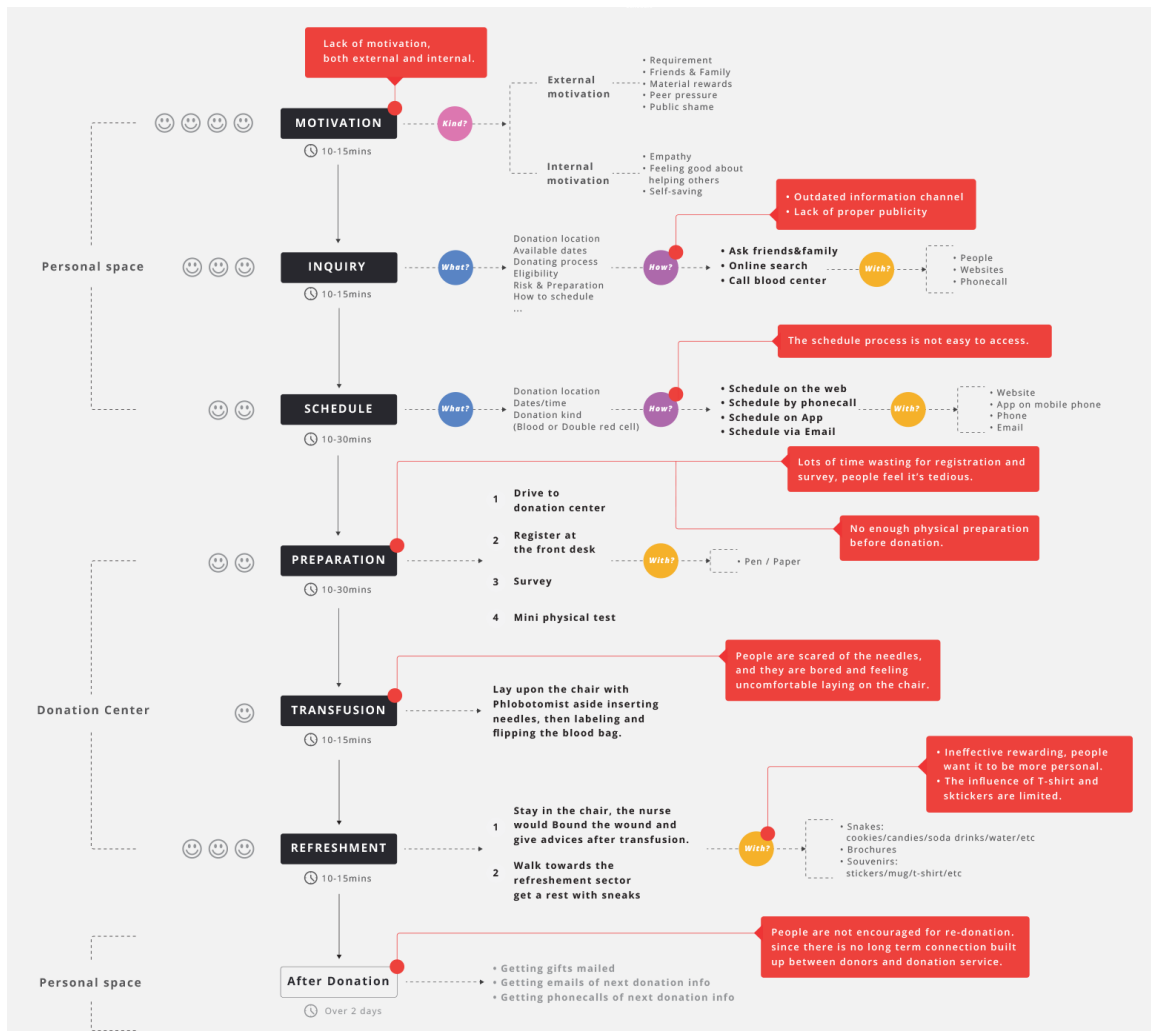 Lack of motivation,
both external and internal.
MOTIVATION
10-15mins
Kind?
External
motivation
• Requirement
• Friends & Family
• Material rewards
• Peer pressure
• Public shame
Internal
motivation
• Empathy
• Feeling good about
helping others
• Self-saving
• Outdated information channel
• Lack of proper publicity
Personal space
INQUIRY
10-15mins
What?
Donation location
Available dates
Donating process
Eligibility
Risk & Preparation
How to schedule
...
How?
• Ask friends&family
• Online search
• Call blood center
With?
• People
• Websites
• Phonecall
The schedule process is not easy to access.
SCHEDULE
10-30mins
What?
Donation location
Dates/time
Donation kind
(Blood or Double red cell)
How?
• Schedule on the web
• Schedule by phonecall
• Schedule on App
• Schedule via Email
With?
• Website
• App on mobile phone
• Phone
• Email
Lots of time wasting for registration and
survey, people feel it's tedious.
No enough physical preparation
before donation.
PREPARATION
10-30mins
1 Drive to
donation center
2 Register at
the front desk
3 Survey
4 Mini physical test
With?
• Pen / Paper
People are scared of the needles,
and they are bored and feeling
uncomfortable laying on the chair.
Donation Center
TRANSFUSION
10-15mins
Lay upon the chair with
Phlobotomist aside inserting
needles, then labeling and
flipping the blood bag.
• Ineffective rewarding, people
want it to be more personal.
• The influence of T-shirt and
sktickers are limited.
REFRESHMENT
10-15mins
1 Stay in the chair, the nurse
would Bound the wound and
give advices after transfusion.
2 Walk towards the
refreshement sector
get a rest with sneaks
With?
• Snakes:
cookies/candies/soda drinks/water/etc
• Brochures
• Souvenirs:
stickers/mug/t-shirt/etc
People are not encouraged for re-donation.
since there is no long term connection built
up between donors and donation service.
Personal space
After Donation
Over 2 days
• Getting gifts mailed
• Getting emails of next donation info
• Getting phonecalls of next donation info